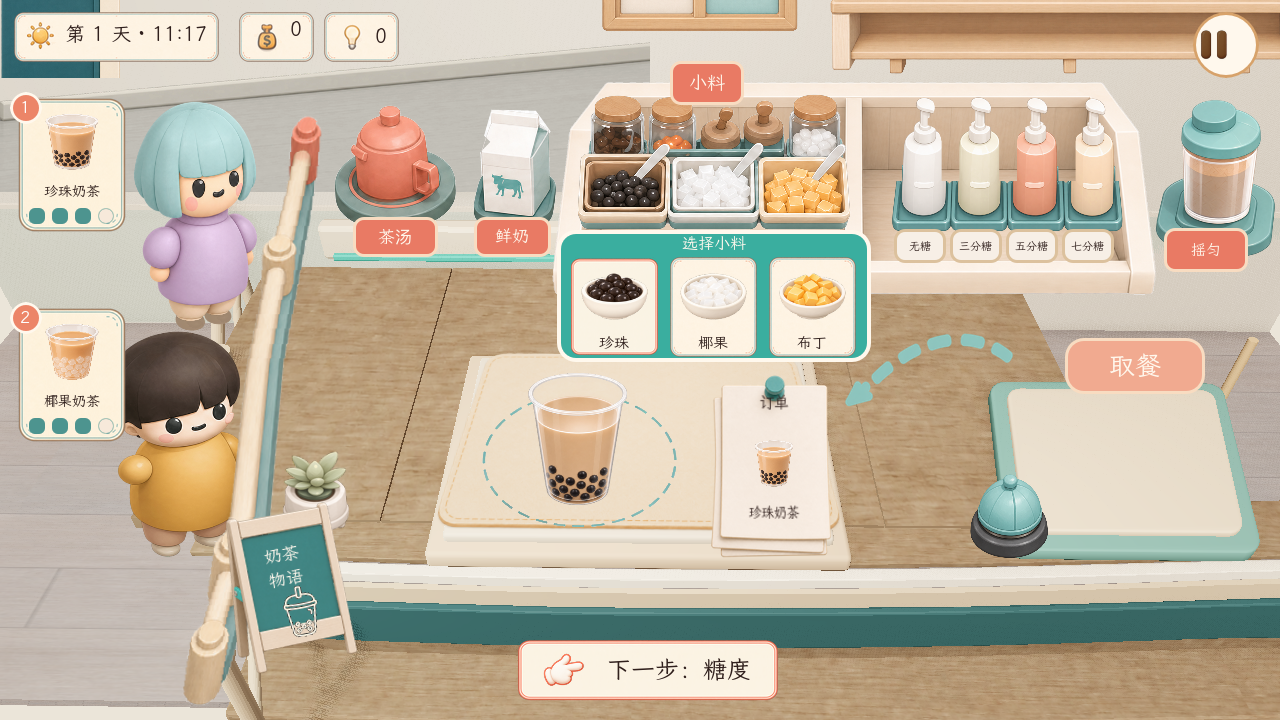 第 1 天·11:17
0
0
1
珍珠奶茶
2
椰果奶茶
小料
茶汤
鲜奶
无糖
三分糖
五分糖
七分糖
摇匀
选择小料
珍珠
椰果
布丁
取餐
订单
珍珠奶茶
奶茶
物语
下一步：糖度